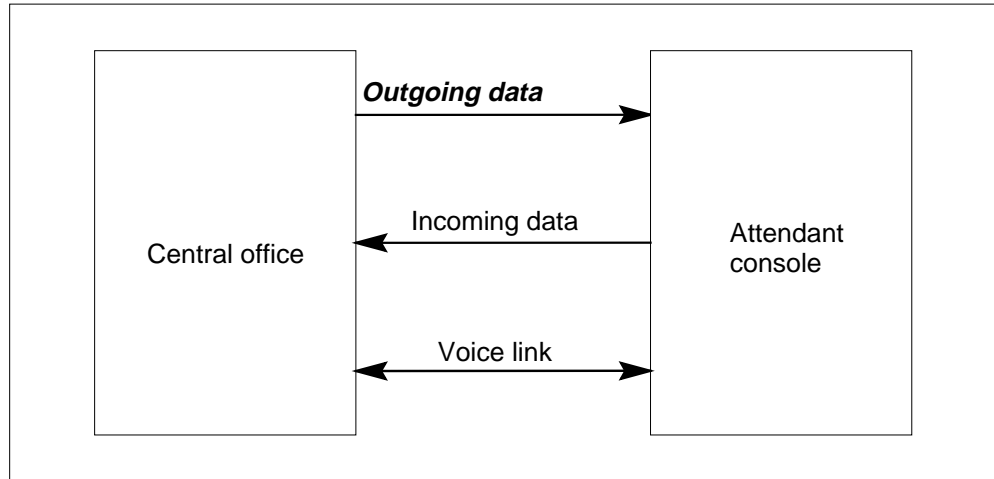 Outgoing data
Incoming data
Central office
Attendant
console
Voice link